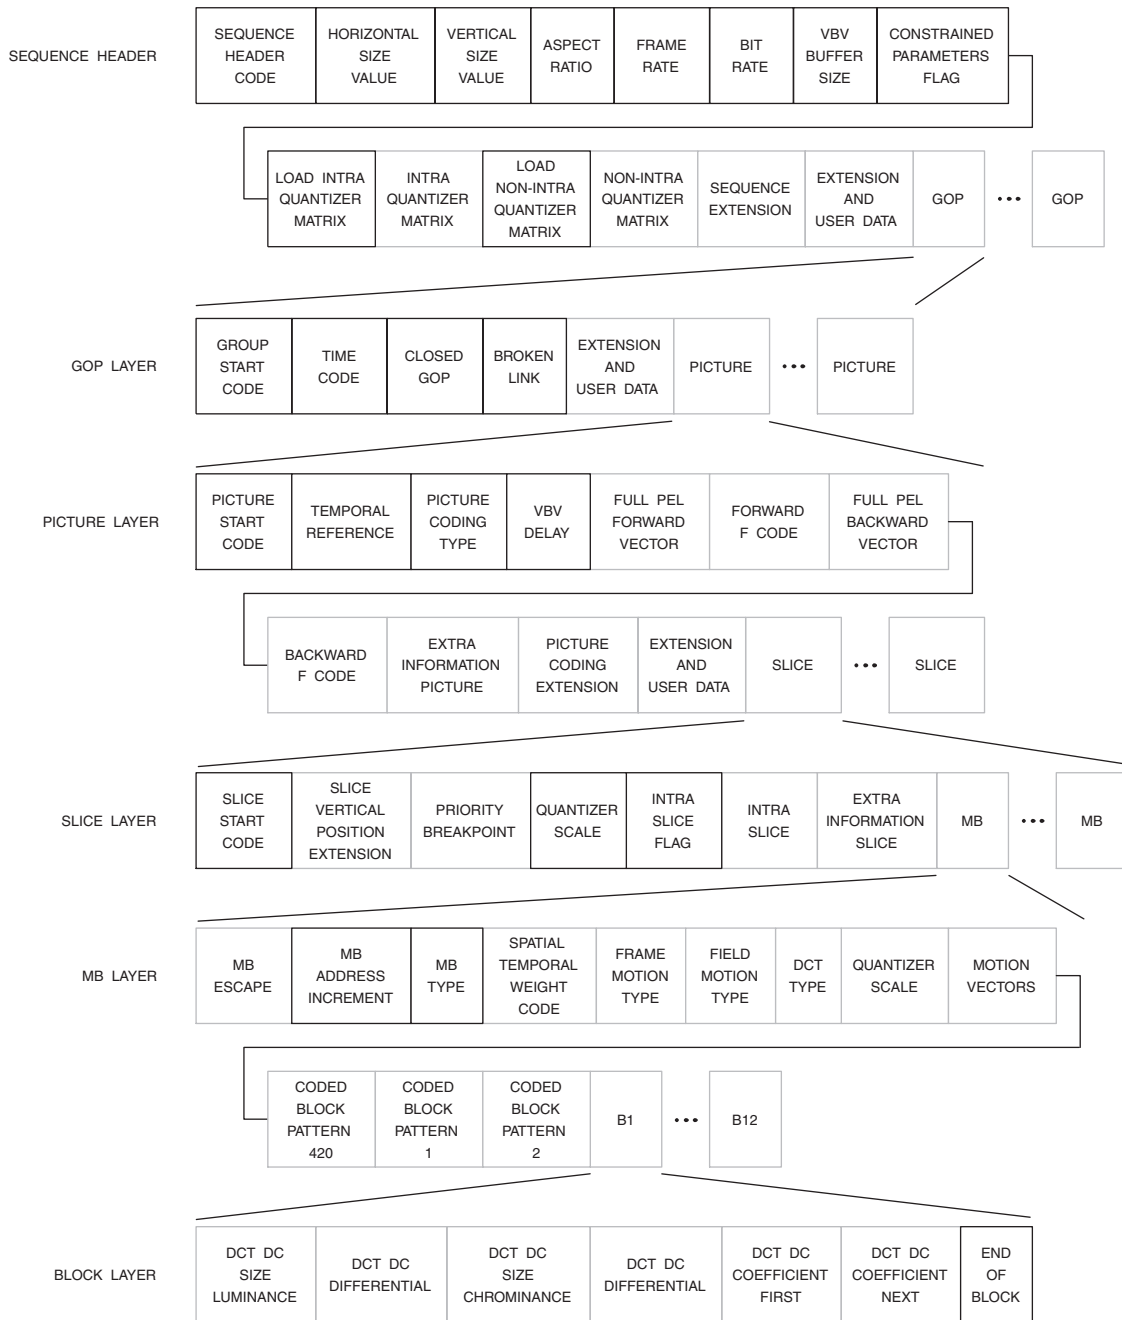 SEQUENCE HEADER
SEQUENCE
HEADER
CODE
HORIZONTAL
SIZE
VALUE
VERTICAL
SIZE
VALUE
ASPECT
RATIO
FRAME
RATE
BIT
RATE
VBV
BUFFER
SIZE
CONSTRAINED
PARAMETERS
FLAG
LOAD INTRA
QUANTIZER
MATRIX
INTRA
QUANTIZER
MATRIX
LOAD
NON-INTRA
QUANTIZER
MATRIX
NON-INTRA
QUANTIZER
MATRIX
SEQUENCE
EXTENSION
EXTENSION
AND
USER DATA
GOP
•••
GOP
GOP LAYER
GROUP
START
CODE
TIME
CODE
CLOSED
GOP
BROKEN
LINK
EXTENSION
AND
USER DATA
PICTURE
•••
PICTURE
PICTURE LAYER
PICTURE
START
CODE
TEMPORAL
REFERENCE
PICTURE
CODING
TYPE
VBV
DELAY
FULL PEL
FORWARD
VECTOR
FORWARD
F CODE
FULL PEL
BACKWARD
VECTOR
BACKWARD
F CODE
EXTRA
INFORMATION
PICTURE
PICTURE
CODING
EXTENSION
EXTENSION
AND
USER DATA
SLICE
•••
SLICE
SLICE LAYER
SLICE
START
CODE
SLICE
VERTICAL
POSITION
EXTENSION
PRIORITY
BREAKPOINT
QUANTIZER
SCALE
INTRA
SLICE
FLAG
INTRA
SLICE
EXTRA
INFORMATION
SLICE
MB
•••
MB
MB LAYER
MB
ESCAPE
MB
ADDRESS
INCREMENT
MB
TYPE
SPATIAL
TEMPORAL
WEIGHT
CODE
FRAME
MOTION
TYPE
FIELD
MOTION
TYPE
DCT
TYPE
QUANTIZER
SCALE
MOTION
VECTORS
CODED
BLOCK
PATTERN
420
CODED
BLOCK
PATTERN
1
CODED
BLOCK
PATTERN
2
B1
•••
B12
BLOCK LAYER
DCT DC
SIZE
LUMINANCE
DCT DC
DIFFERENTIAL
DCT DC
SIZE
CHROMINANCE
DCT DC
DIFFERENTIAL
DCT DC
COEFFICIENT
FIRST
DCT DC
COEFFICIENT
NEXT
END
OF
BLOCK